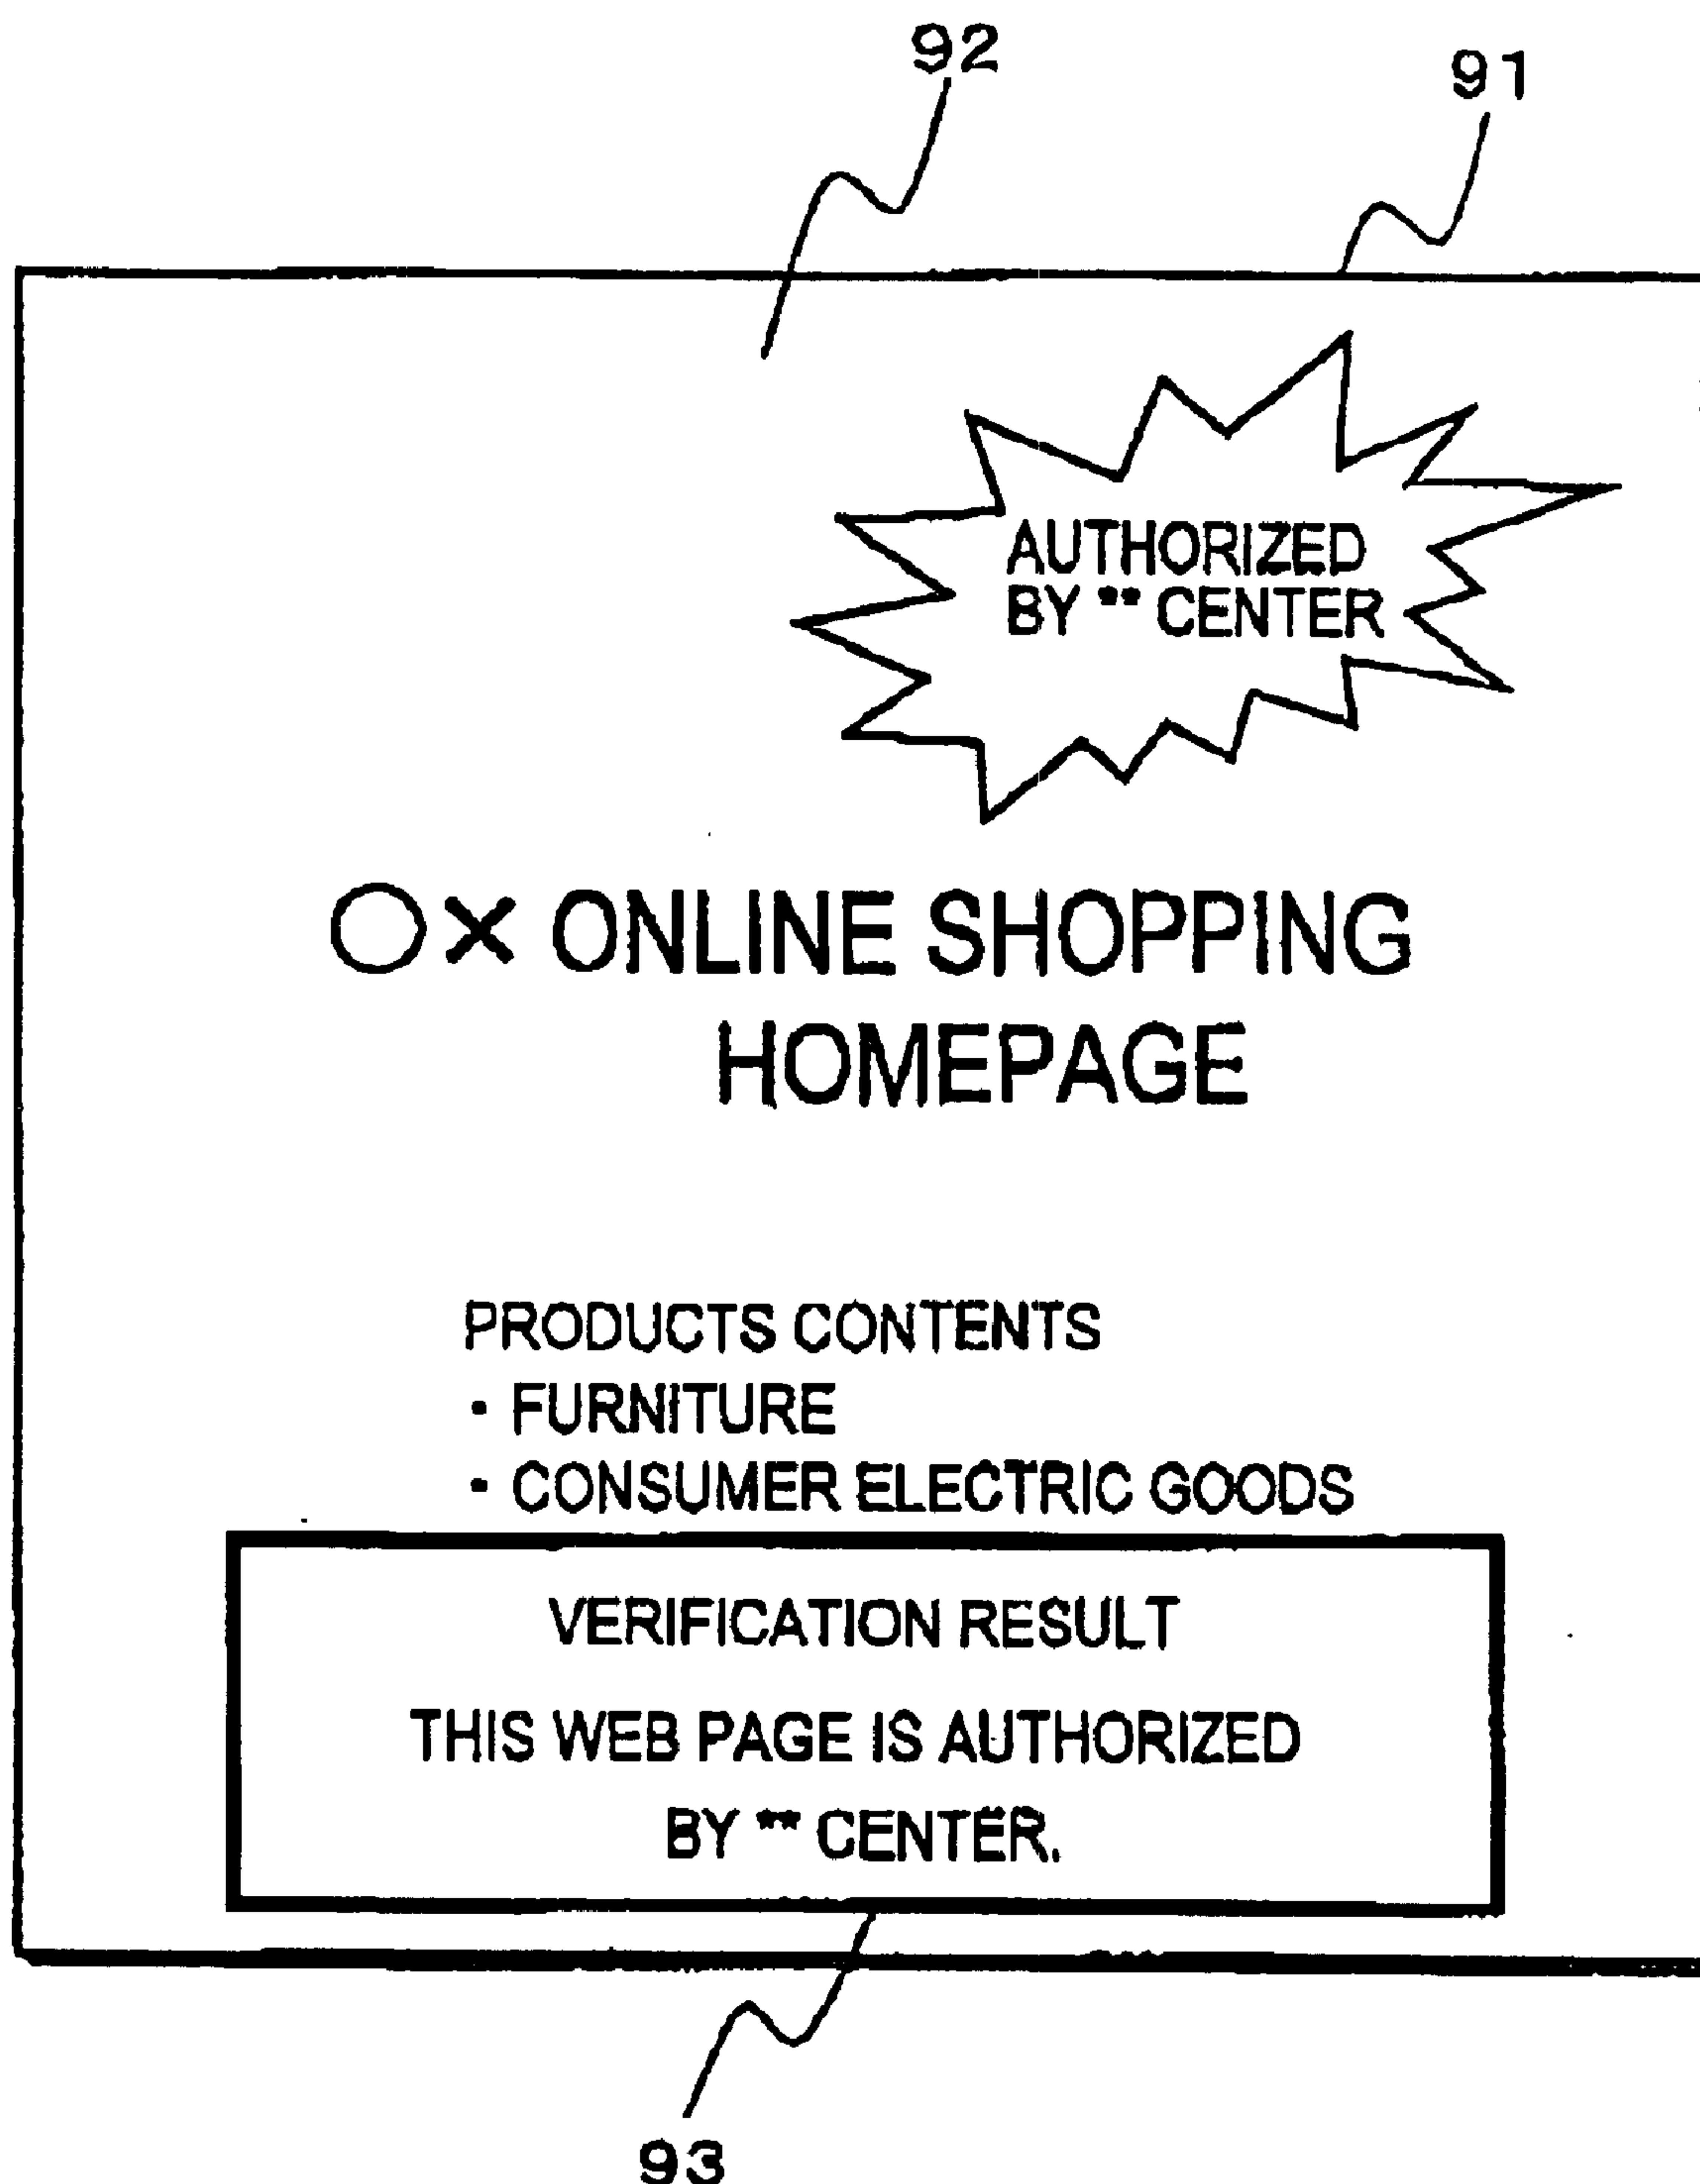 92
91
AUTHORIZED
BY ** CENTER
○× ONLINE SHOPPING
HOMEPAGE
PRODUCTS CONTENTS
・FURNITURE
・CONSUMER ELECTRIC GOODS
VERIFICATION RESULT
THIS WEB PAGE IS AUTHORIZED
BY ** CENTER.
93